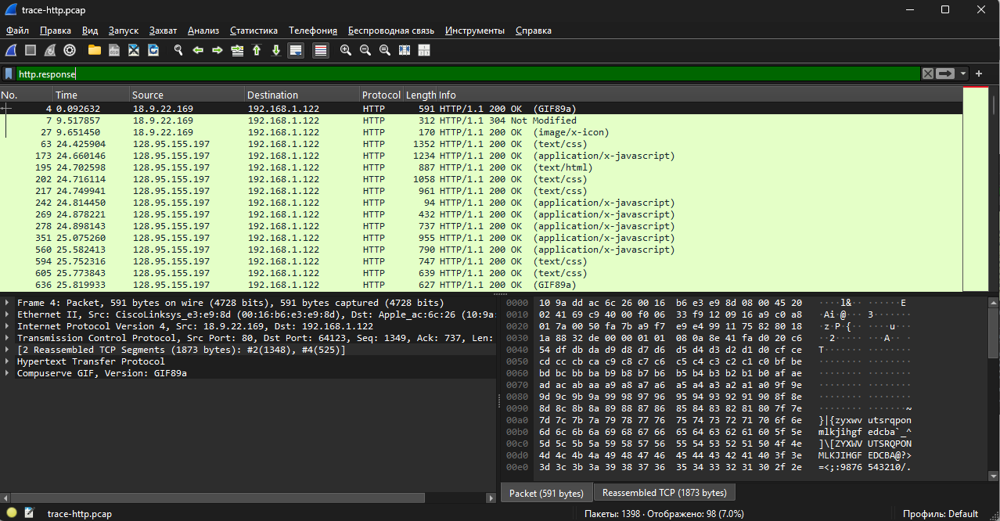 trace-http.pcap
Файл Правка Вид Запуск Захват Анализ Статистика Телефония Беспроводная связь Инструменты Справка
http.response
No. Time Source Destination Protocol Length Info
4 0.092632 18.9.22.169 192.168.1.122 HTTP 591 HTTP/1.1 200 OK (GIF89a)
7 9.517857 18.9.22.169 192.168.1.122 HTTP 312 HTTP/1.1 304 Not Modified
27 9.651450 18.9.22.169 192.168.1.122 HTTP 170 HTTP/1.1 200 OK (image/x-icon)
63 24.425904 128.95.155.197 192.168.1.122 HTTP 1352 HTTP/1.1 200 OK (text/css)
173 24.660146 128.95.155.197 192.168.1.122 HTTP 1234 HTTP/1.1 200 OK (application/x-javascript)
195 24.702598 128.95.155.197 192.168.1.122 HTTP 887 HTTP/1.1 200 OK (text/html)
202 24.716114 128.95.155.197 192.168.1.122 HTTP 1058 HTTP/1.1 200 OK (text/css)
217 24.749941 128.95.155.197 192.168.1.122 HTTP 961 HTTP/1.1 200 OK (text/css)
242 24.814450 128.95.155.197 192.168.1.122 HTTP 94 HTTP/1.1 200 OK (application/x-javascript)
269 24.878221 128.95.155.197 192.168.1.122 HTTP 432 HTTP/1.1 200 OK (application/x-javascript)
278 24.898143 128.95.155.197 192.168.1.122 HTTP 737 HTTP/1.1 200 OK (application/x-javascript)
351 25.075260 128.95.155.197 192.168.1.122 HTTP 955 HTTP/1.1 200 OK (application/x-javascript)
560 25.582413 128.95.155.197 192.168.1.122 HTTP 790 HTTP/1.1 200 OK (application/x-javascript)
594 25.752316 128.95.155.197 192.168.1.122 HTTP 747 HTTP/1.1 200 OK (text/css)
605 25.773843 128.95.155.197 192.168.1.122 HTTP 639 HTTP/1.1 200 OK (text/css)
636 25.819933 128.95.155.197 192.168.1.122 HTTP 627 HTTP/1.1 200 OK (GIF89a)
Frame 4: Packet, 591 bytes on wire (4728 bits), 591 bytes captured (4728 bits)
Ethernet II, Src: CiscoLinksys_e3:e9:8d (00:16:b6:e3:e9:8d), Dst: Apple_ac:6c:26 (10:9a:
Internet Protocol Version 4, Src: 18.9.22.169, Dst: 192.168.1.122
Transmission Control Protocol, Src Port: 80, Dst Port: 64123, Seq: 1349, Ack: 737, Len:
[2 Reassembled TCP Segments (1873 bytes): #2(1348), #4(525)]
Hypertext Transfer Protocol
Compuserve GIF, Version: GIF89a
0000 10 9a dd ac 6c 26 00 16 b6 e3 e9 8d 08 00 45 20 ····l&·· ······E
0010 02 41 69 c9 40 00 f0 06 33 f9 12 09 16 a9 c0 a8 ·Ai·@··· 3·······
0020 01 7a 00 50 fa 7b a9 f7 e9 e4 99 11 75 82 80 18 ·z·P·{·· ····u···
0030 1a 88 32 de 00 00 01 01 08 0a 8e 41 fa d0 20 c6 ··2····· ···A·· ·
0040 54 df db da d9 d8 d7 d6 d5 d4 d3 d2 d1 d0 cf ce T······· ········
0050 cd cc cb ca c9 c8 c7 c6 c5 c4 c3 c2 c1 c0 bf be ········ ········
0060 bd bc bb ba b9 b8 b7 b6 b5 b4 b3 b2 b1 b0 af ae ········ ········
0070 ad ac ab aa a9 a8 a7 a6 a5 a4 a3 a2 a1 a0 9f 9e ········ ········
0080 9d 9c 9b 9a 99 98 97 96 95 94 93 92 91 90 8f 8e ········ ········
0090 8d 8c 8b 8a 89 88 87 86 85 84 83 82 81 80 7f 7e ········ ·······~
00a0 7d 7c 7b 7a 79 78 77 76 75 74 73 72 71 70 6f 6e }|{zyxwv utsrqpon
00b0 6d 6c 6b 6a 69 68 67 66 65 64 63 62 61 60 5f 5e mlkjihgf edcba`_^
00c0 5d 5c 5b 5a 59 58 57 56 55 54 53 52 51 50 4f 4e ]\[ZYXWV UTSRQPON
00d0 4d 4c 4b 4a 49 48 47 46 45 44 43 42 41 40 3f 3e MLKJIHGF EDCBA@?>
00e0 3d 3c 3b 3a 39 38 37 36 35 34 33 32 31 30 2f 2e =<;:9876 543210/.
Packet (591 bytes) Reassembled TCP (1873 bytes)
trace-http.pcap Пакеты: 1398 · Отображено: 98 (7.0%) Профиль: Default